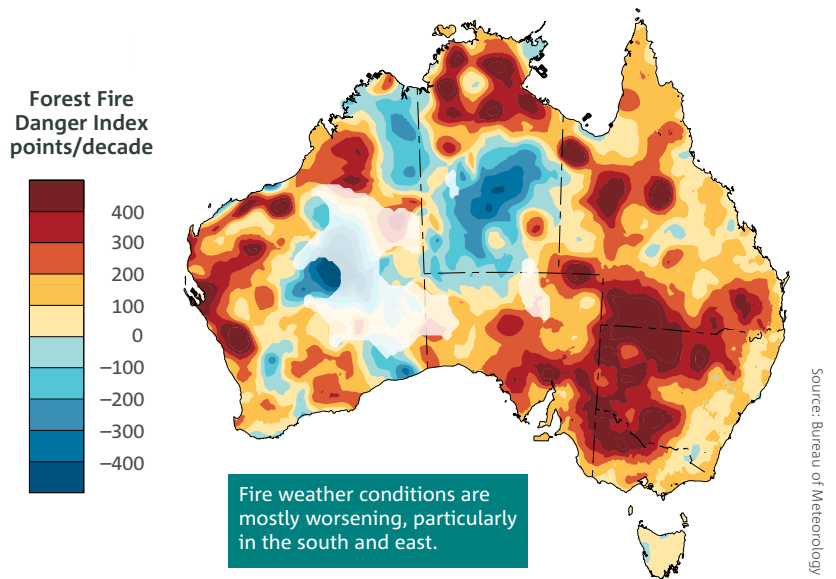 Forest Fire
Danger Index
points/decade
400
300
200
100
0
−100
−200
−300
−400
Fire weather conditions are
mostly worsening, particularly
in the south and east.
Source: Bureau of Meteorology